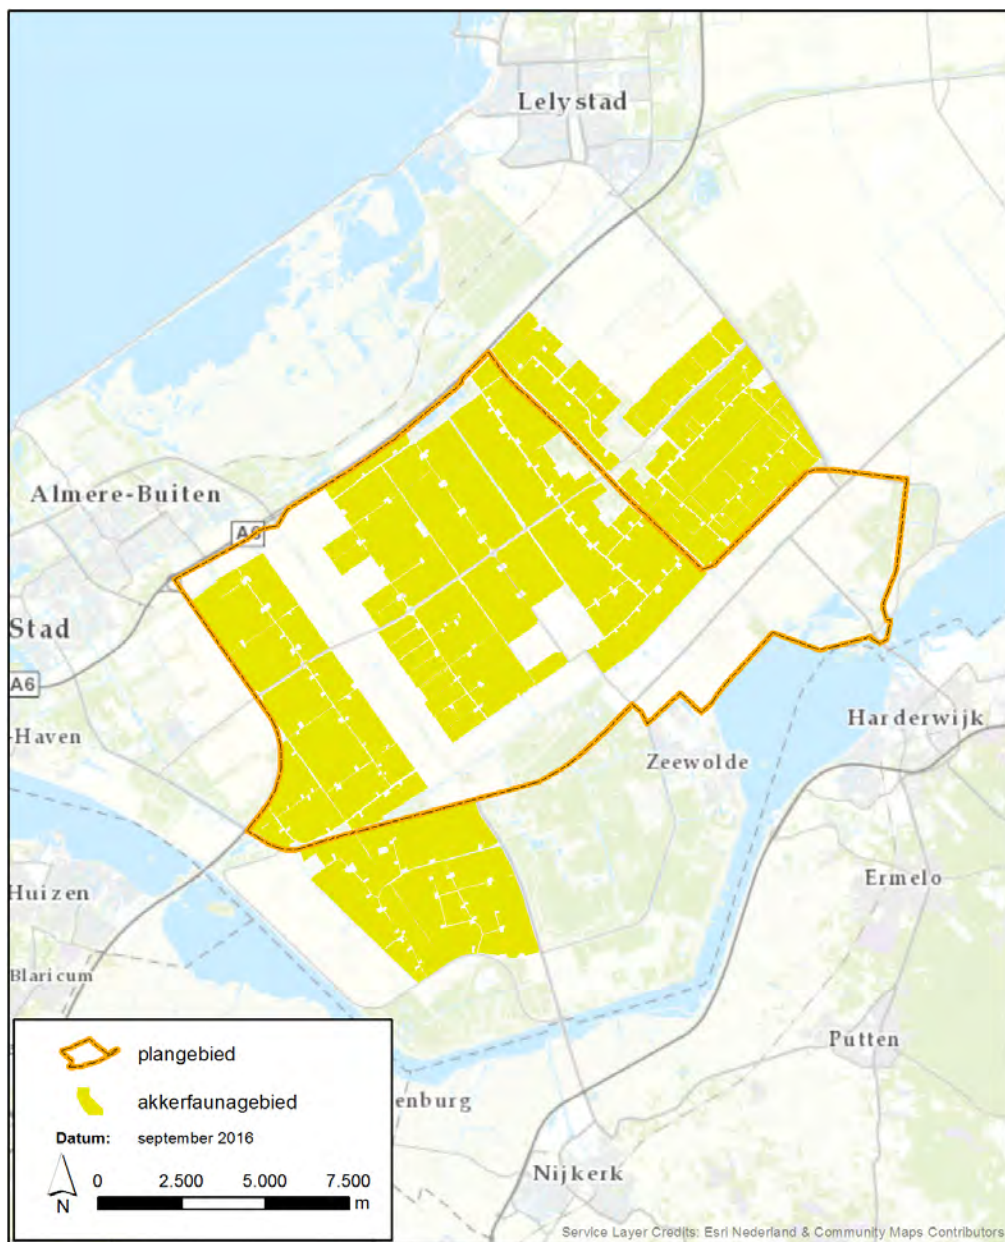 Lelystad
Almere-Buiten
A6
Stad
A6
-Haven
Harderwijk
Zeewolde
Huizen
Ermelo
Blaricum
Putten
enburg
Nijkerk
plangebied
akkerfaunagebied
Datum: september 2016
0 2.500 5.000 7.500
m
N
Service Layer Credits: Esri Nederland & Community Maps Contributors